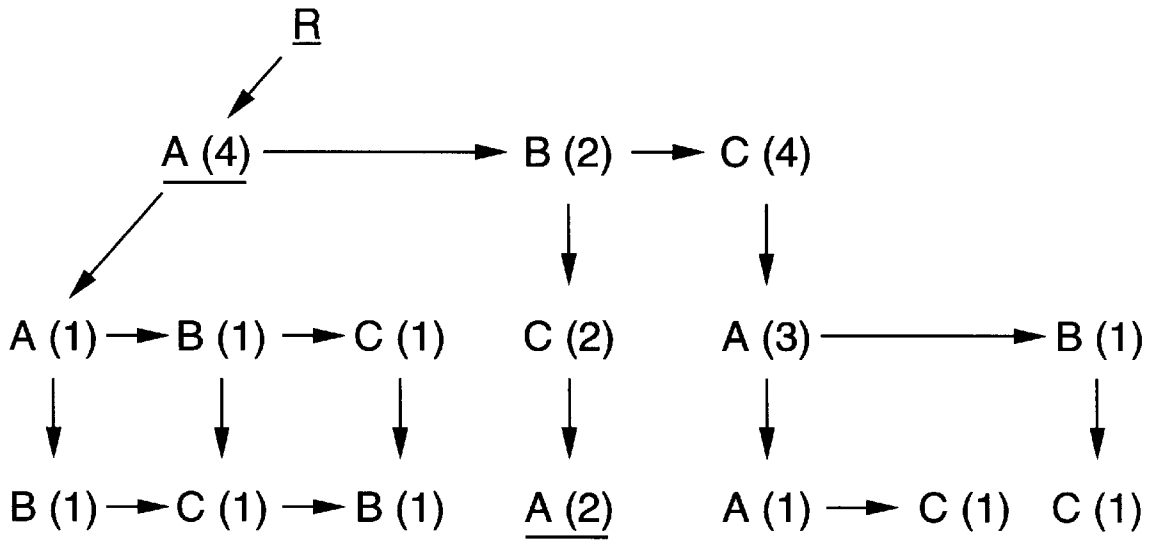 R
A (4) B (2) C (4)
A (1) B (1) C (1) C (2) A (3) B (1)
B (1) C (1) B (1) A (2) A (1) C (1) C (1)